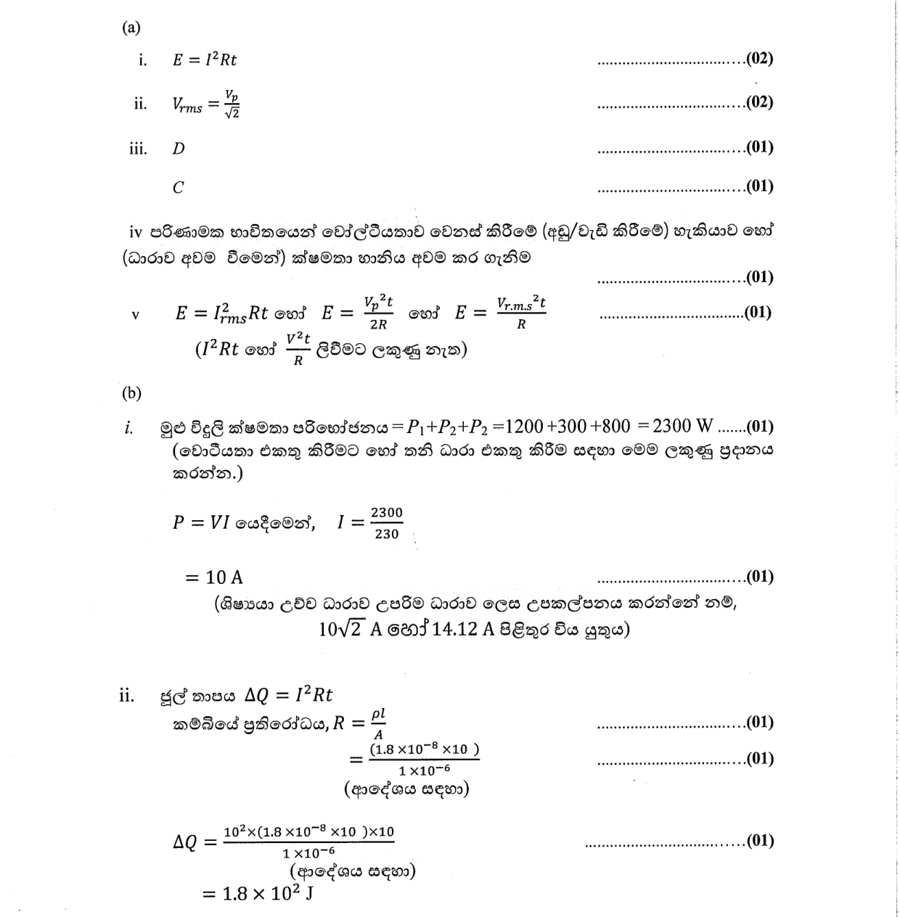 (a)
i. E = I²Rt ......................................(02)
ii. V_rms = V_p/√2 ......................................(02)
iii. D ......................................(01)
C ......................................(01)
iv පරිණාමක භාවිතයෙන් වෝල්ටීයතාව වෙනස් කිරීමේ (අඩු/වැඩි කිරීමේ) හැකියාව හෝ
(ධාරාව අවම වීමෙන්) ක්ෂමතා හානිය අවම කර ගැනිම
......................................(01)
v E = I²_rms Rt හෝ E = V_p²t/2R හෝ E = V_r.m.s²t/R ......................................(01)
(I²Rt හෝ V²t/R ලිවීමට ලකුණු නැත)
(b)
i. මුළු විදුලි ක්ෂමතා පරිභෝජනය = P₁+P₂+P₂ =1200 +300 +800 = 2300 W .......(01)
(වොටීයතා එකතු කිරීමට හෝ තනි ධාරා එකතු කිරීම සඳහා මෙම ලකුණු ප්‍රදානය
කරන්න.)
P = VI යෙදීමෙන්, I = 2300/230
= 10 A ......................................(01)
(ශිෂ්‍යයා උච්ච ධාරාව උපරිම ධාරාව ලෙස උපකල්පනය කරන්නේ නම්,
10√2 A හෝ 14.12 A පිළිතුර විය යුතුය)
ii. ජූල් තාපය ΔQ = I²Rt
කම්බියේ ප්‍රතිරෝධය, R = ρl/A ......................................(01)
= (1.8 ×10⁻⁸ ×10 )/1 ×10⁻⁶ ......................................(01)
(ආදේශය සඳහා)
ΔQ = 10²×(1.8 ×10⁻⁸ ×10 )×10/1 ×10⁻⁶ ......................................(01)
(ආදේශය සඳහා)
= 1.8 × 10² J